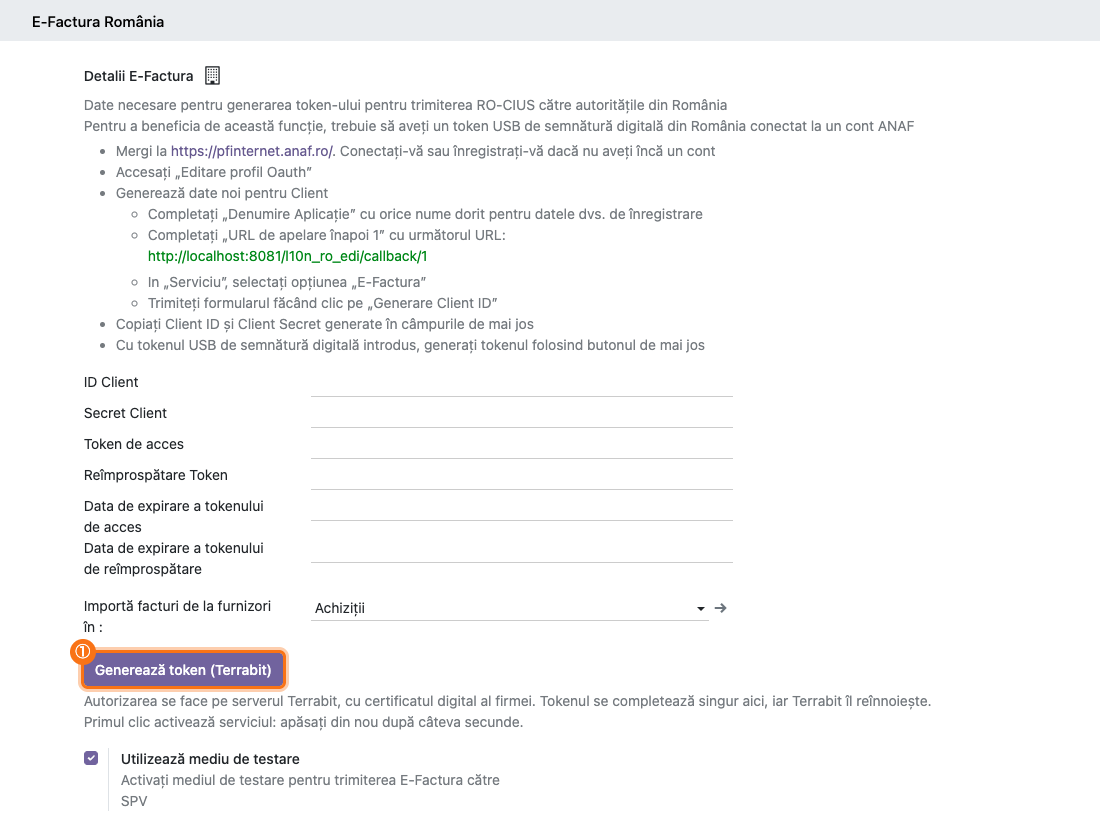 E-Factura România
Detalii E-Factura
Date necesare pentru generarea token-ului pentru trimiterea RO-CIUS către autoritățile din România
Pentru a beneficia de această funcție, trebuie să aveți un token USB de semnătură digitală din România conectat la un cont ANAF
Mergi la https://pfinternet.anaf.ro/. Conectați-vă sau înregistrați-vă dacă nu aveți încă un cont
Accesați „Editare profil Oauth”
Generează date noi pentru Client
Completați „Denumire Aplicație” cu orice nume dorit pentru datele dvs. de înregistrare
Completați „URL de apelare înapoi 1” cu următorul URL:
http://localhost:8081/l10n_ro_edi/callback/1
In „Serviciu”, selectați opțiunea „E-Factura”
Trimiteți formularul făcând clic pe „Generare Client ID”
Copiați Client ID și Client Secret generate în câmpurile de mai jos
Cu tokenul USB de semnătură digitală introdus, generați tokenul folosind butonul de mai jos
ID Client
Secret Client
Token de acces
Reîmprospătare Token
Data de expirare a tokenului
de acces
Data de expirare a tokenului
de reîmprospătare
Importă facturi de la furnizori
în :
Achiziții
①
Generează token (Terrabit)
Autorizarea se face pe serverul Terrabit, cu certificatul digital al firmei. Tokenul se completează singur aici, iar Terrabit îl reînnoiește.
Primul clic activează serviciul: apăsați din nou după câteva secunde.
Utilizează mediu de testare
Activați mediul de testare pentru trimiterea E-Factura către
SPV